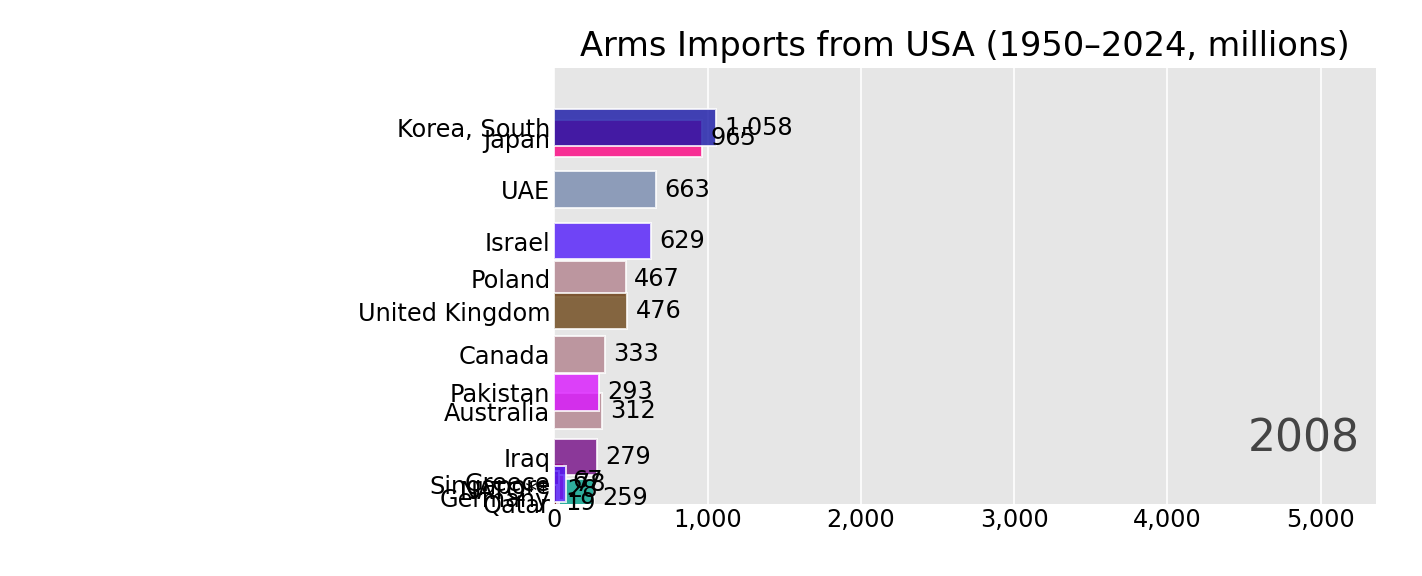 Arms Imports from USA (1950–2024, millions)
Korea, South 1,058
Japan 965
UAE 663
Israel 629
Poland 467
United Kingdom 476
Canada 333
Pakistan 293
Australia 312
2008
Iraq 279
Greece 67
Singapore
Germany 259
Qatar 19
0 1,000 2,000 3,000 4,000 5,000